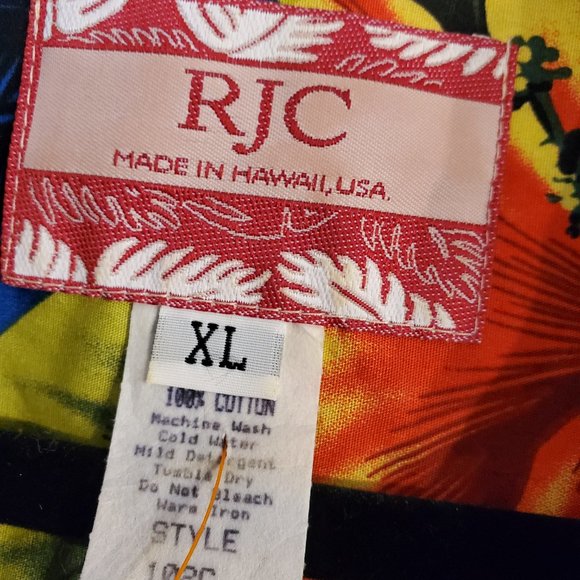 RJC
MADE IN HAWAII, USA.
XL
100% COTTON
Machine Wash
Cold Water
Mild Detergent
Tumble Dry
Do Not Bleach
Warm Iron
STYLE